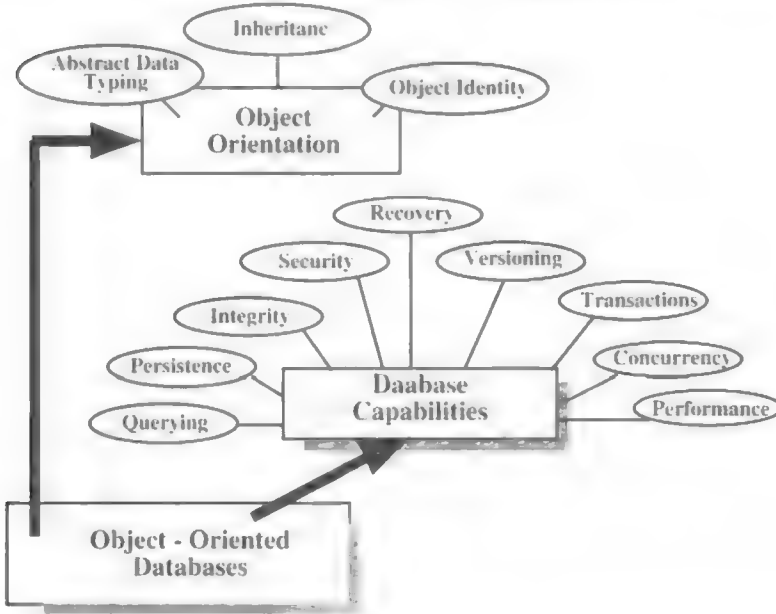 Inheritanc
Abstract Data
Typing
Object Identity
Object
Orientation
Recovery
Security
Versioning
Integrity
Transactions
Persistence
Concurrency
Daabase
Capabilities
Querying
Performance
Object - Oriented
Databases